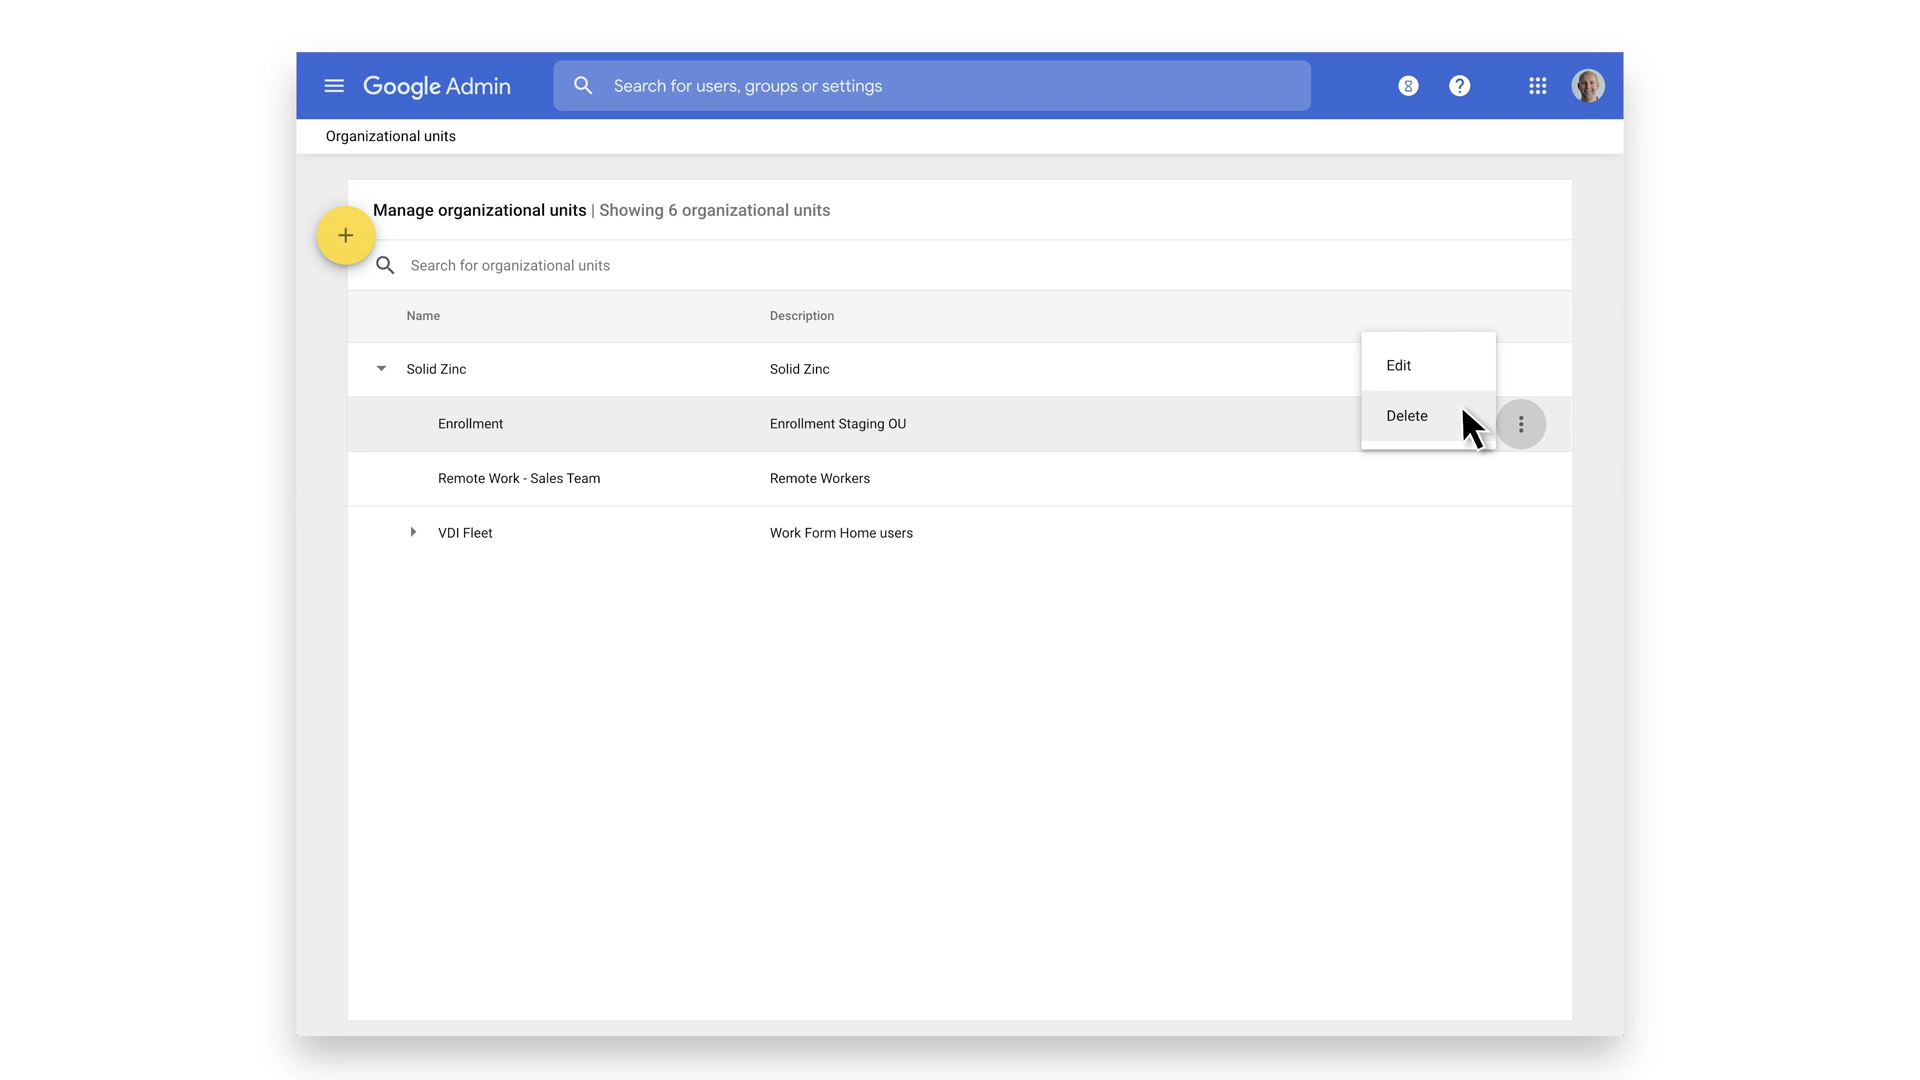 Google Admin
Search for users, groups or settings
Organizational units
Manage organizational units | Showing 6 organizational units
Search for organizational units
Name Description
Solid Zinc Solid Zinc
Edit
Enrollment Enrollment Staging OU
Delete
Remote Work - Sales Team Remote Workers
VDI Fleet Work Form Home users